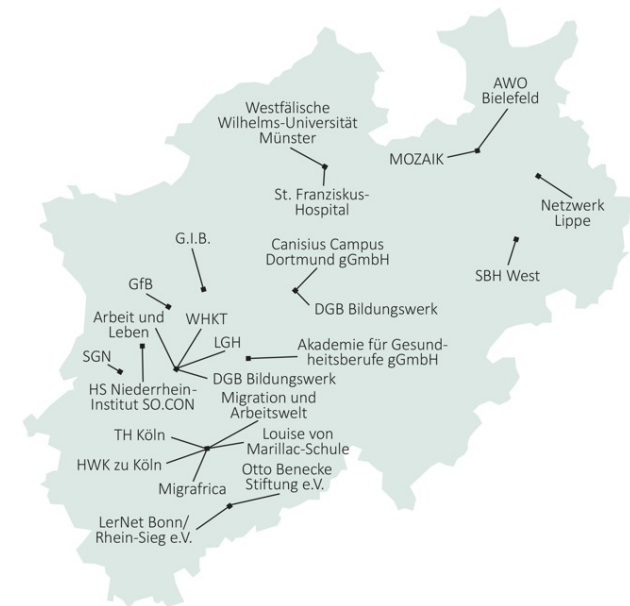 AWO
Bielefeld
Westfälische
Wilhelms-Universität
Münster
MOZAIK
St. Franziskus-
Hospital
Netzwerk
Lippe
G.I.B.
Canisius Campus
Dortmund gGmbH
SBH West
GfB
DGB Bildungswerk
Arbeit und
Leben
WHKT
LGH
Akademie für Gesund-
heitsberufe gGmbH
SGN
HS Niederrhein-
Institut SO.CON
DGB Bildungswerk
Migration und
Arbeitswelt
TH Köln
Louise von
Marillac-Schule
HWK zu Köln
Migrafrica
Otto Benecke
Stiftung e.V.
LerNet Bonn/
Rhein-Sieg e.V.